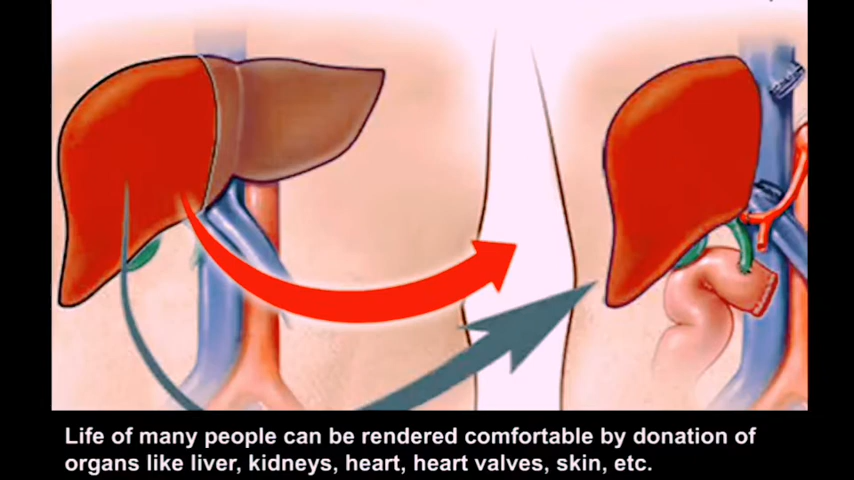 Life of many people can be rendered comfortable by donation of
organs like liver, kidneys, heart, heart valves, skin, etc.